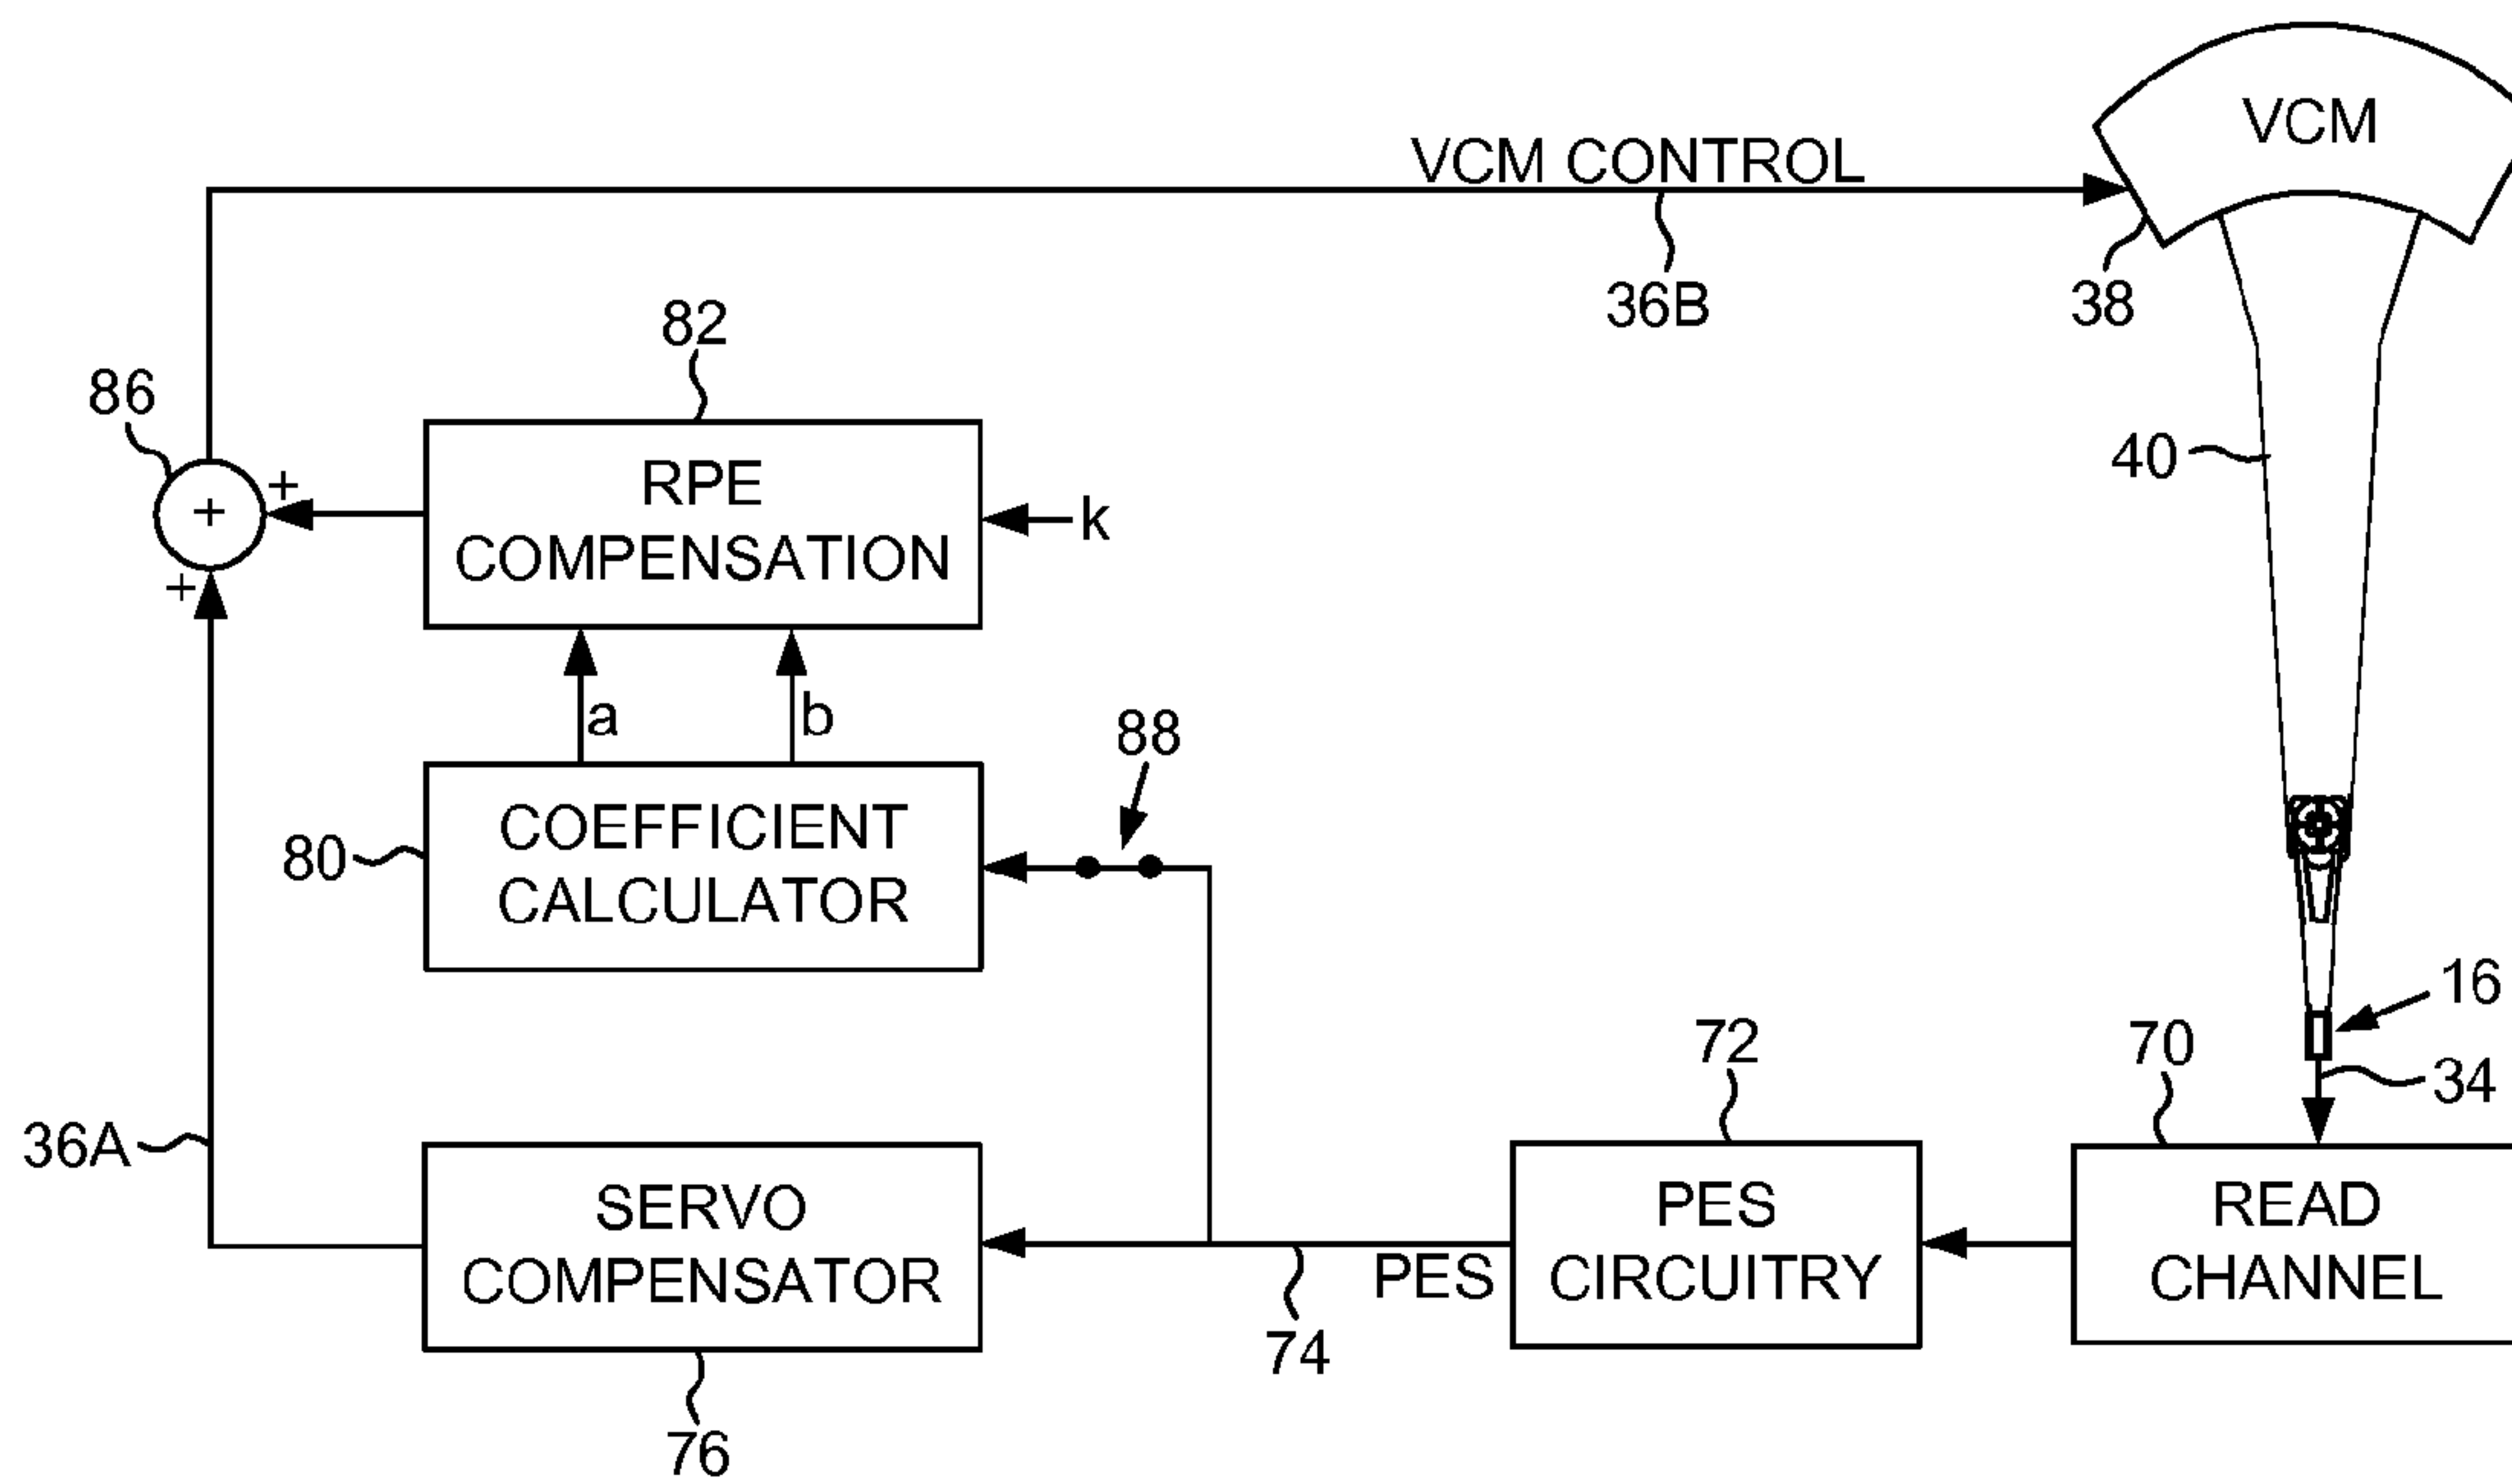 VCM
VCM CONTROL
36B
38
82
86
+
+
+
RPE
COMPENSATION
k
40
a
b
88
80
COEFFICIENT
CALCULATOR
16
34
72
70
36A
SERVO
COMPENSATOR
PES
74
PES
CIRCUITRY
READ
CHANNEL
76